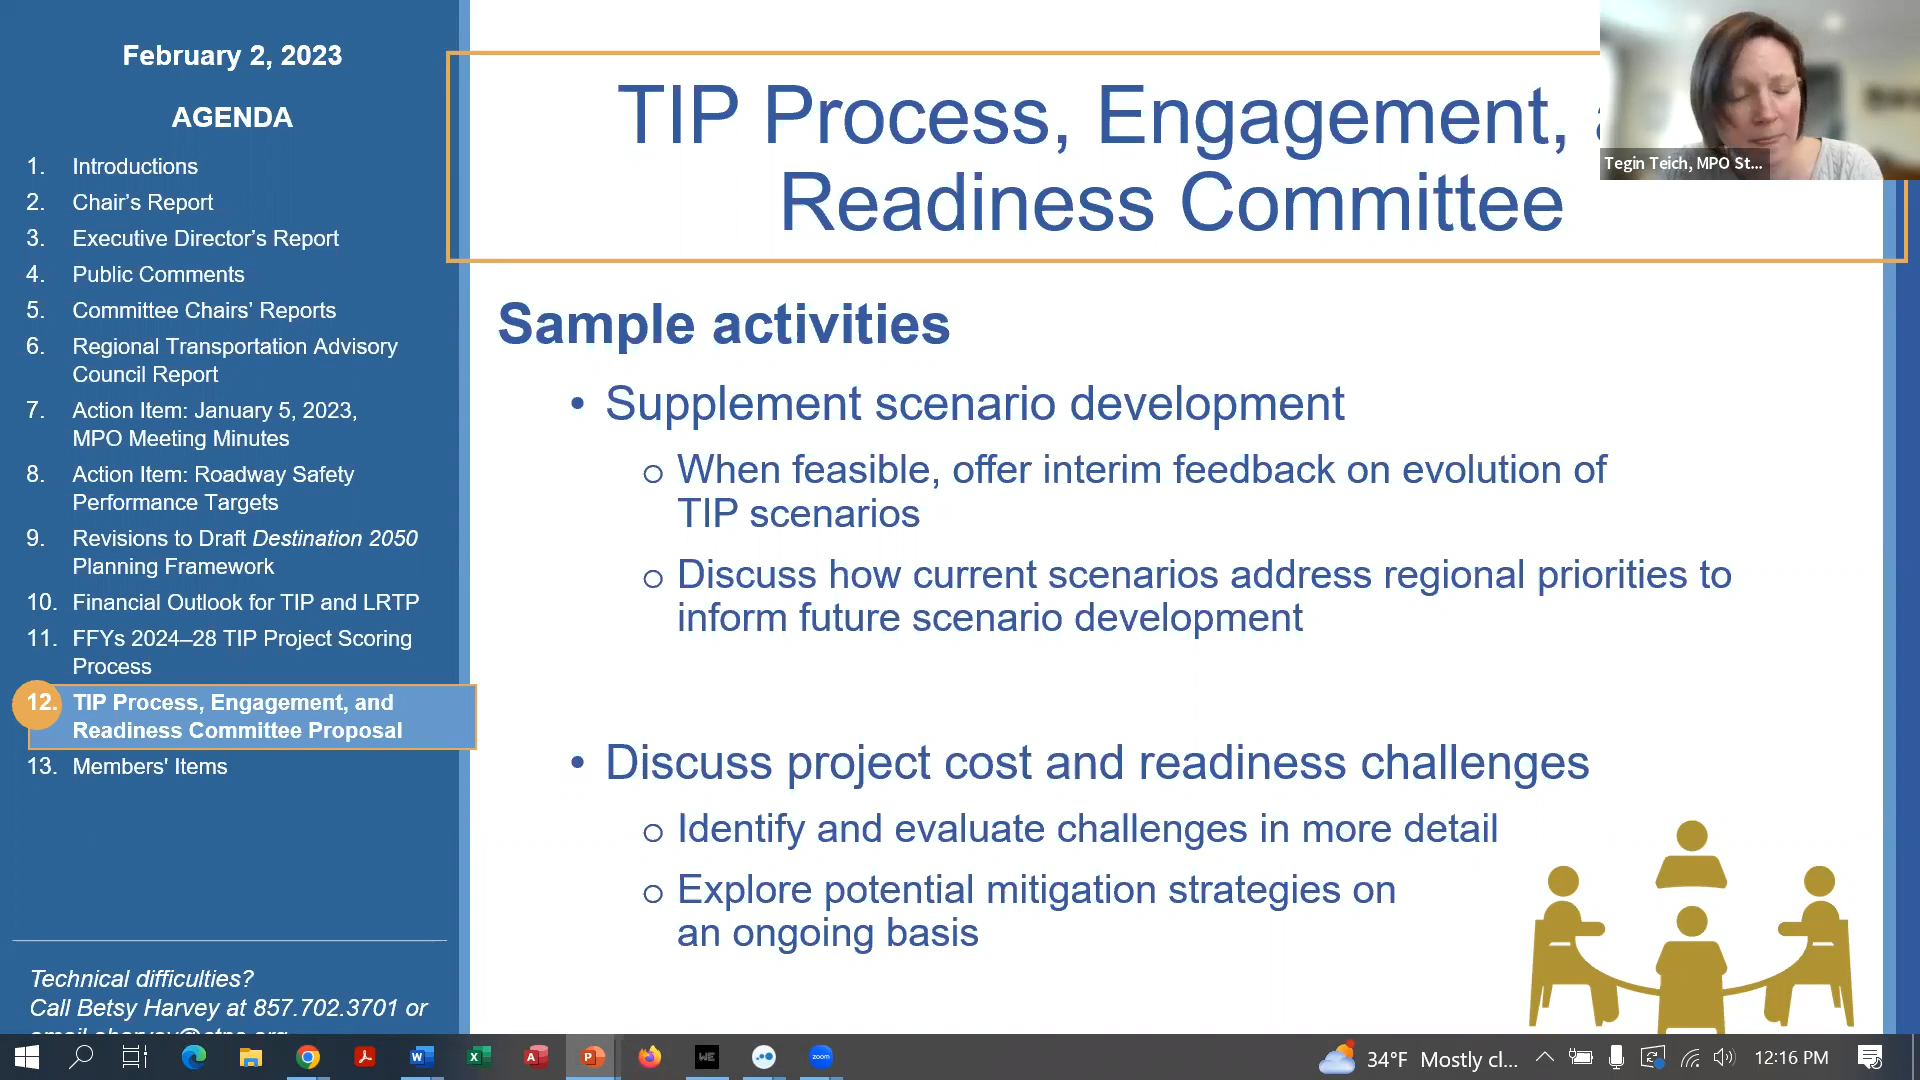 February 2, 2023
AGENDA
1. Introductions
2. Chair’s Report
3. Executive Director’s Report
4. Public Comments
5. Committee Chairs’ Reports
6. Regional Transportation Advisory
Council Report
7. Action Item: January 5, 2023,
MPO Meeting Minutes
8. Action Item: Roadway Safety
Performance Targets
9. Revisions to Draft Destination 2050
Planning Framework
10. Financial Outlook for TIP and LRTP
11. FFYs 2024–28 TIP Project Scoring
Process
12. TIP Process, Engagement, and
Readiness Committee Proposal
13. Members' Items
Technical difficulties?
Call Betsy Harvey at 857.702.3701 or
TIP Process, Engagement,
Readiness Committee
Tegin Teich, MPO St...
Sample activities
• Supplement scenario development
o When feasible, offer interim feedback on evolution of
TIP scenarios
o Discuss how current scenarios address regional priorities to
inform future scenario development
• Discuss project cost and readiness challenges
o Identify and evaluate challenges in more detail
o Explore potential mitigation strategies on
an ongoing basis
WE
zoom
34°F Mostly cl...
12:16 PM